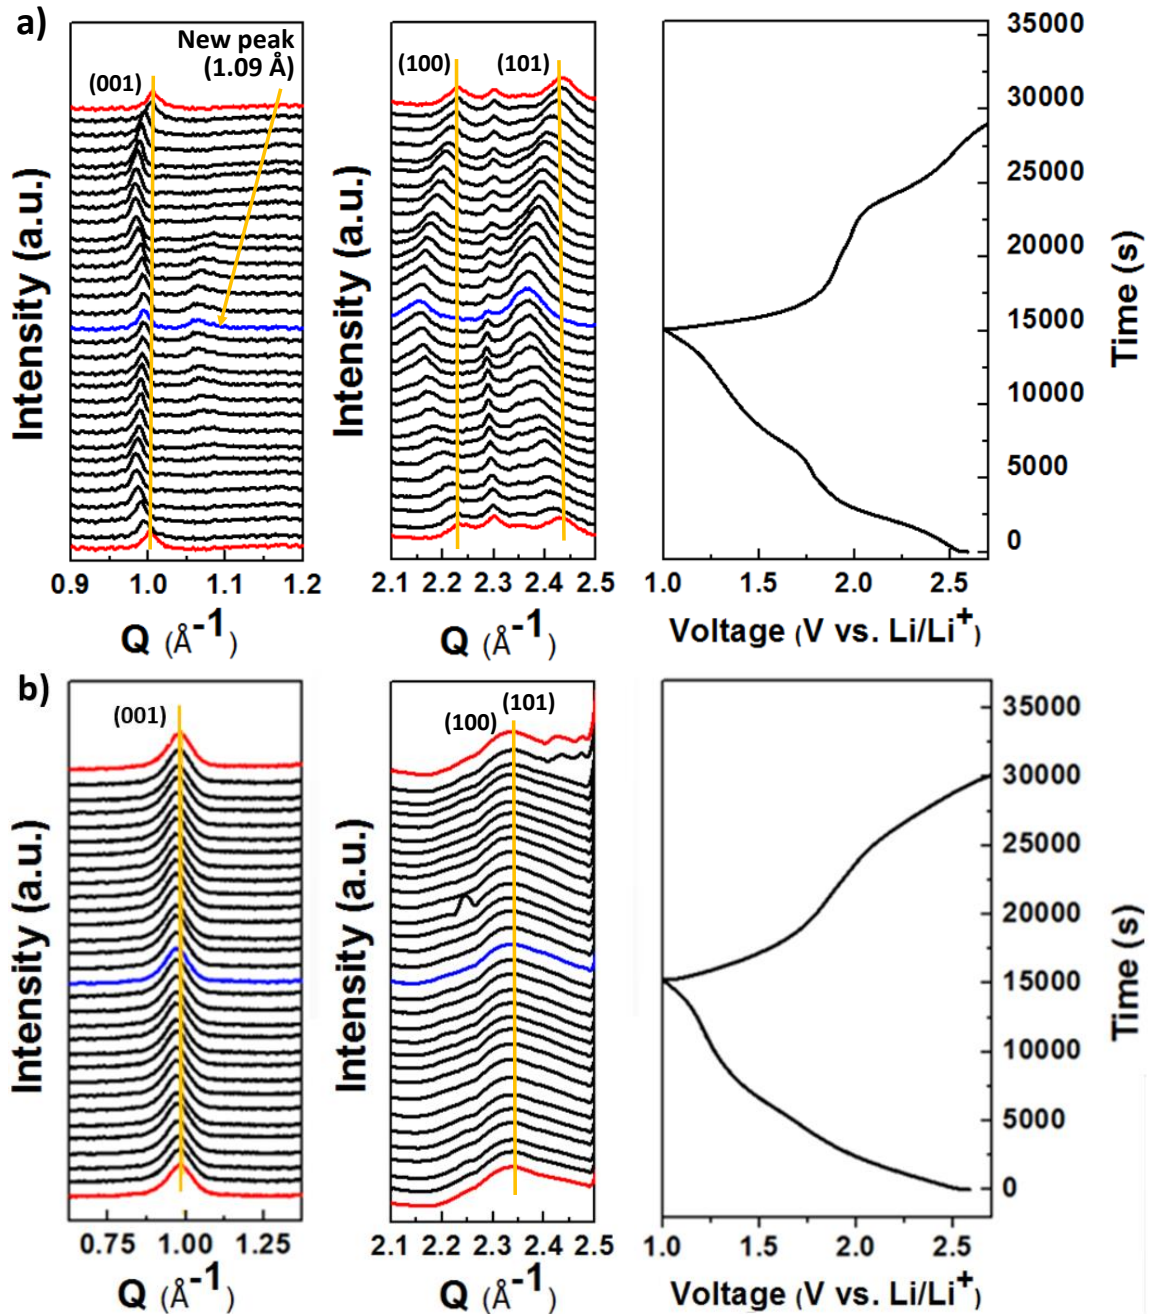 a)
New peak
(1.09 Å)
(001)
(100)
(101)
Intensity (a.u.)
Intensity (a.u.)
35000
30000
25000
20000
15000
10000
5000
0
Time (s)
0.9 1.0 1.1 1.2
2.1 2.2 2.3 2.4 2.5
1.0 1.5 2.0 2.5
Q (Å-1)
Q (Å-1)
Voltage (V vs. Li/Li+)
b)
(001)
(100)
(101)
Intensity (a.u.)
Intensity (a.u.)
35000
30000
25000
20000
15000
10000
5000
0
Time (s)
0.75 1.00 1.25
2.1 2.2 2.3 2.4 2.5
1.0 1.5 2.0 2.5
Q (Å-1)
Q (Å-1)
Voltage (V vs. Li/Li+)